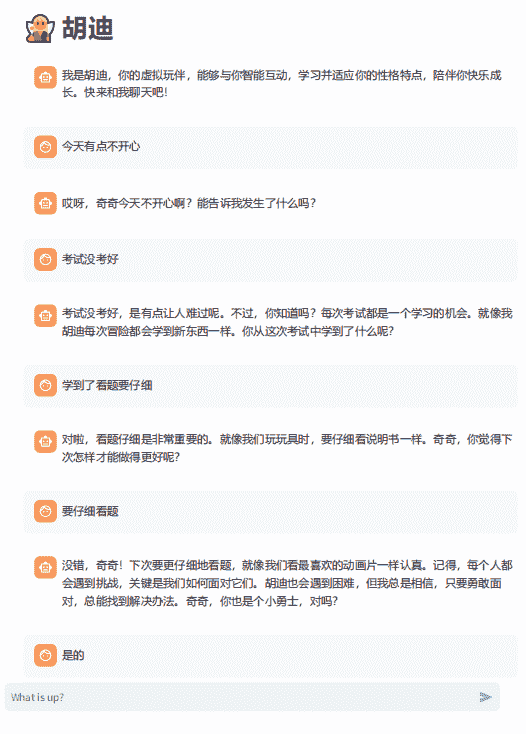 胡迪
我是胡迪，你的虚拟玩伴，能够与你智能互动，学习并适应你的性格特点，陪伴你快乐成
长。快来和我聊天吧！
今天有点不开心
哎呀，奇奇今天不开心啊？能告诉我发生了什么吗？
考试没考好
考试没考好，是有点让人难过呢。不过，你知道吗？每次考试都是一个学习的机会。就像我
胡迪每次冒险都会学到新东西一样。你从这次考试中学到了什么呢？
学到了看题要仔细
对啦，看题仔细是非常重要的。就像我们玩玩具时，要仔细看说明书一样。奇奇，你觉得下
次怎样才能做得更好呢？
要仔细看题
没错，奇奇！下次要更仔细地看题，就像我们看最喜欢的动画片一样认真。记得，每个人都
会遇到挑战，关键是我们如何面对它们。胡迪也会遇到困难，但我总是相信，只要勇敢面
对，总能找到解决办法。奇奇，你也是个小勇士，对吗？
是的
What is up?